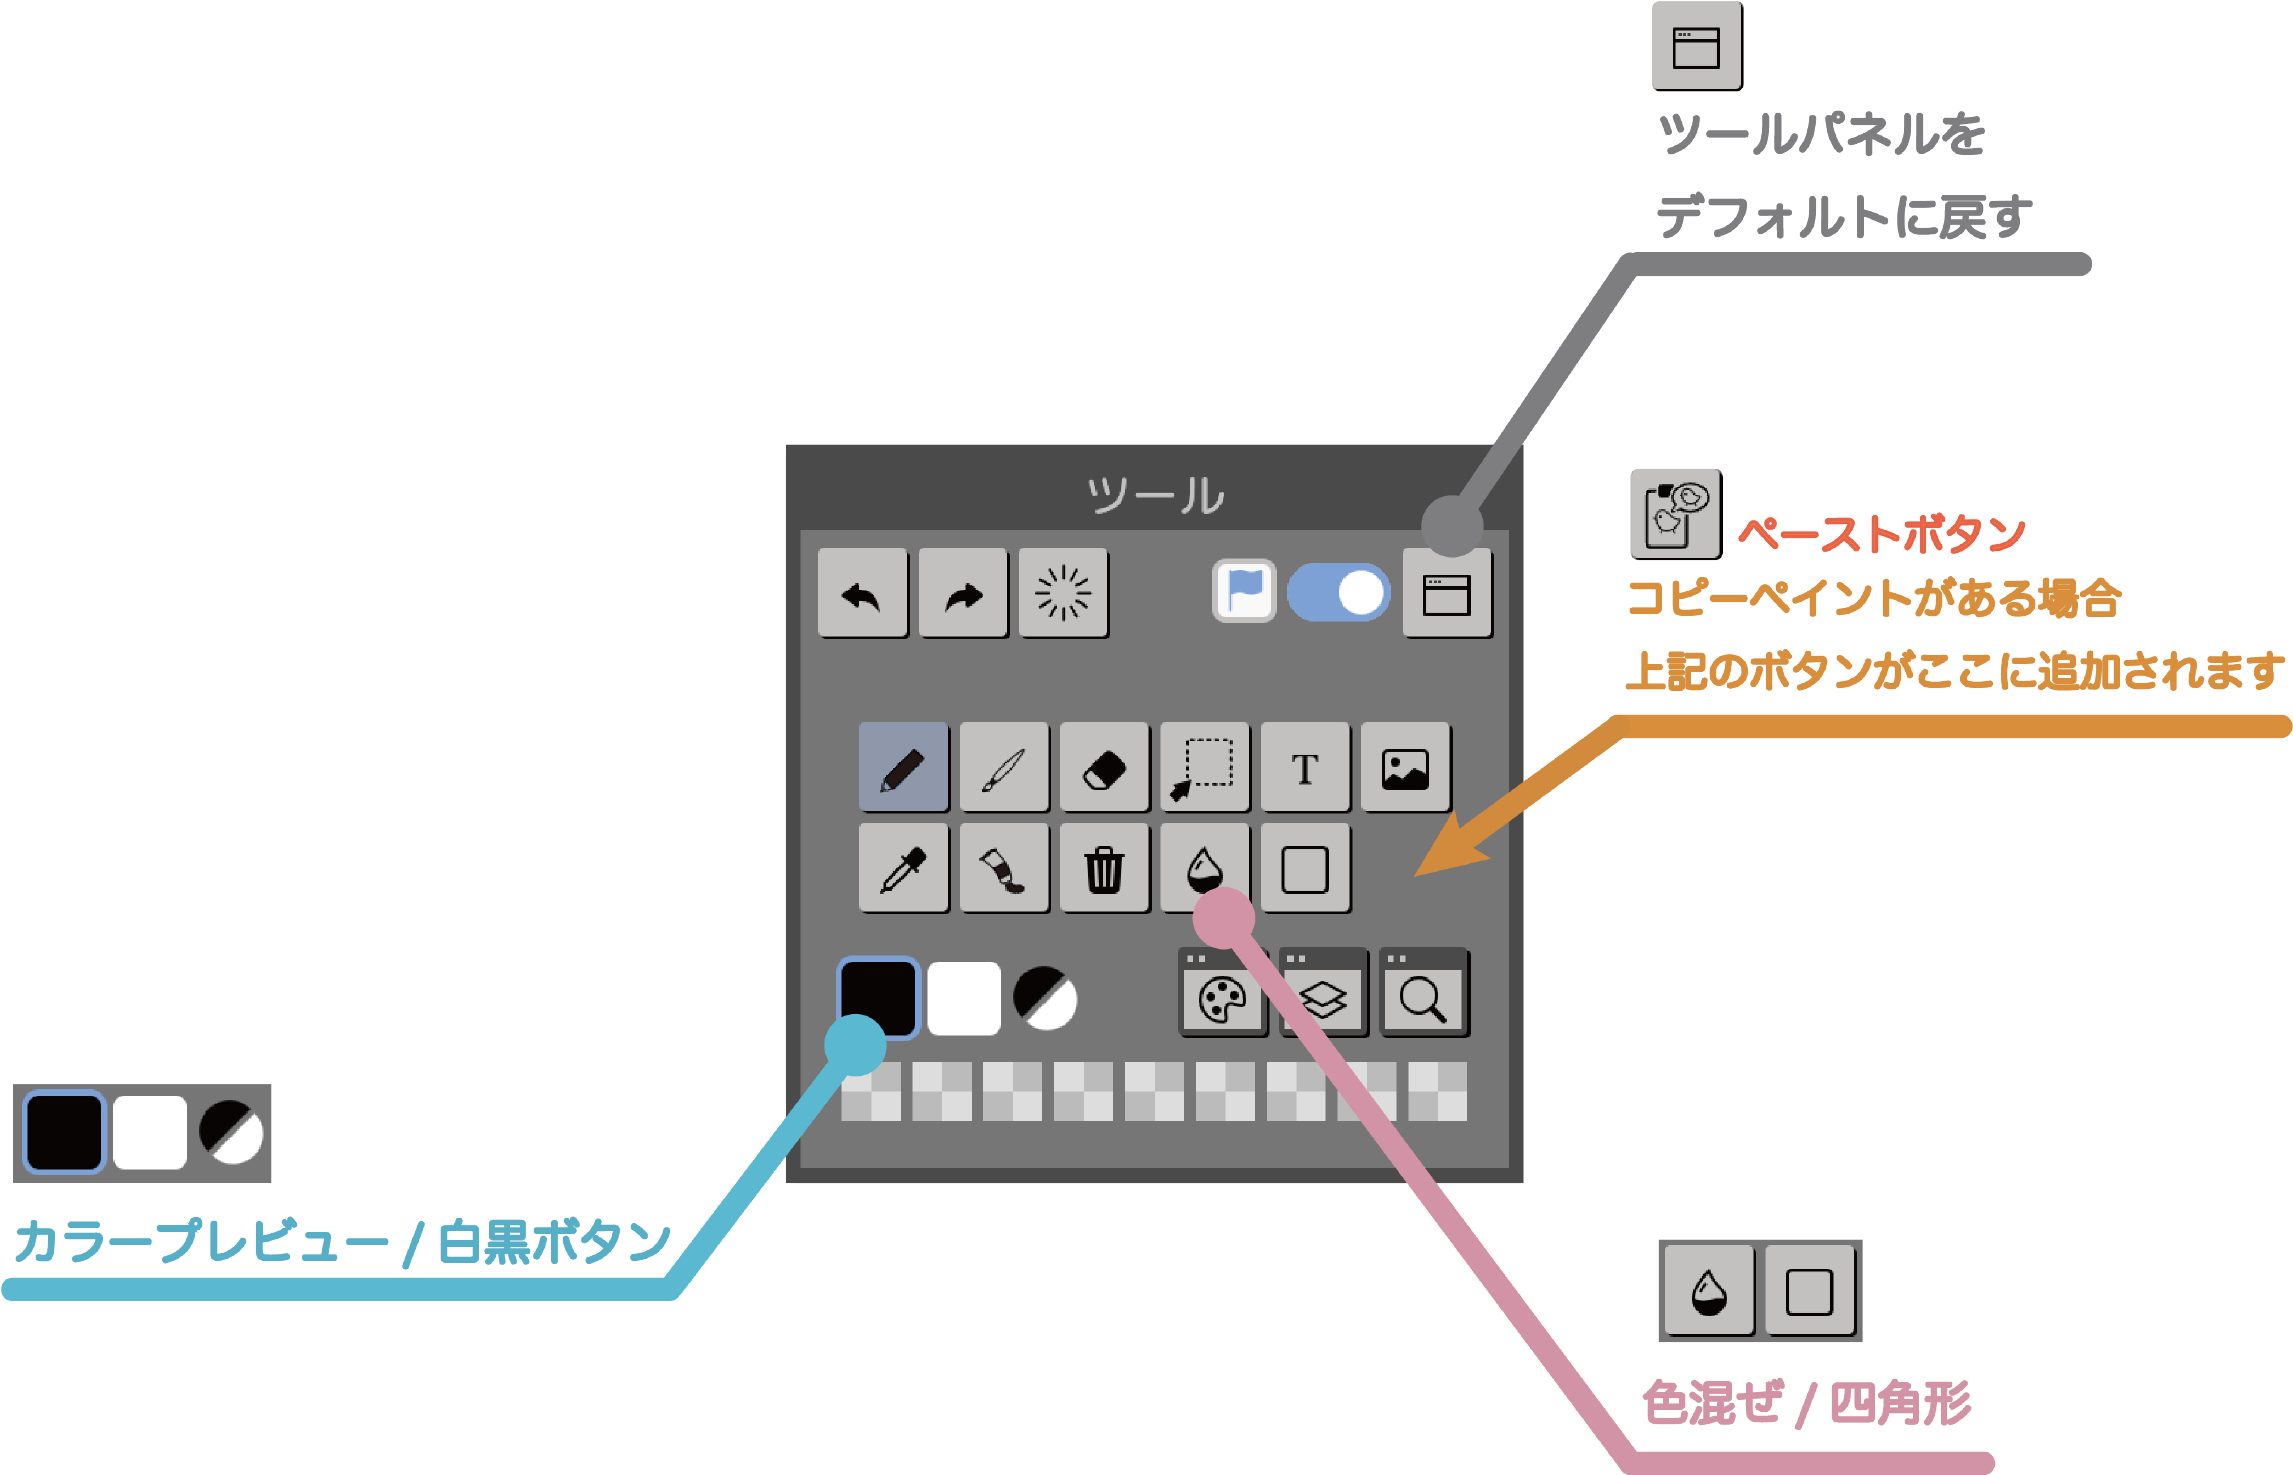 ツールパネルを
デフォルトに戻す
ツール
ペーストボタン
コピーペイントがある場合
上記のボタンがここに追加されます
T
カラープレビュー / 白黒ボタン
色混ぜ / 四角形